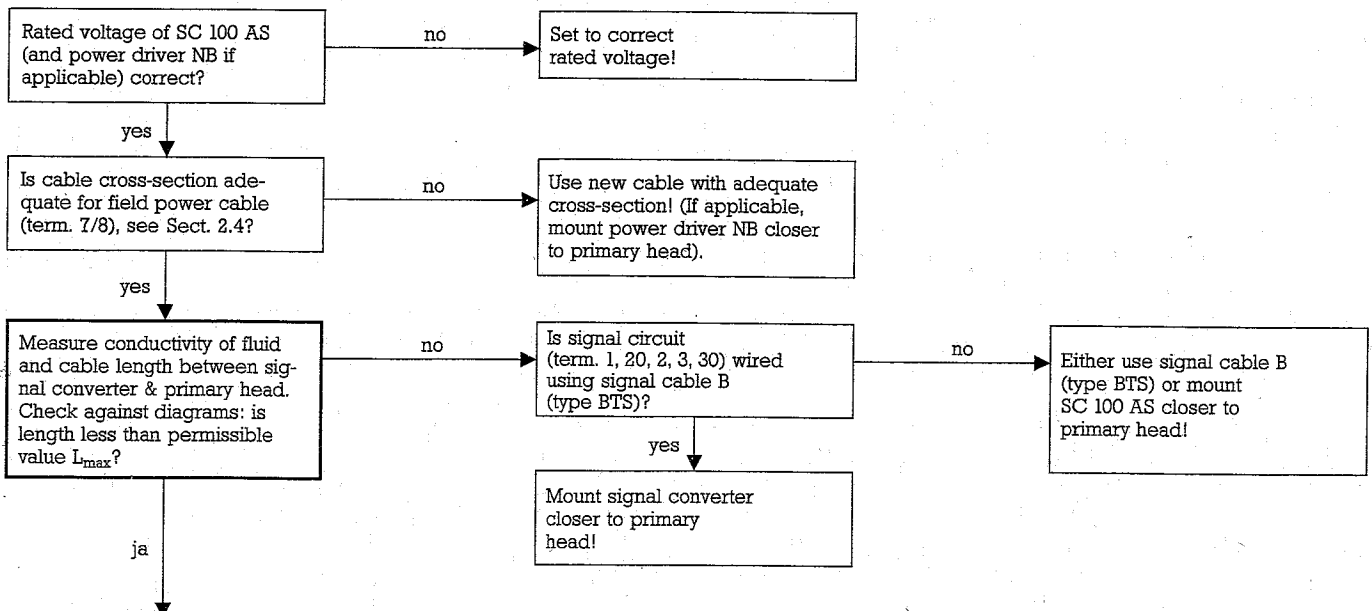 Rated voltage of SC 100 AS
(and power driver NB if
applicable) correct?
no
Set to correct
rated voltage!
yes
Is cable cross-section ade-
quate for field power cable
(term. 7/8), see Sect. 2.4?
no
Use new cable with adequate
cross-section! (If applicable,
mount power driver NB closer
to primary head).
yes
Measure conductivity of fluid
and cable length between sig-
nal converter & primary head.
Check against diagrams: is
length less than permissible
value Lmax?
no
Is signal circuit
(term. 1, 20, 2, 3, 30) wired
using signal cable B
(type BTS)?
no
Either use signal cable B
(type BTS) or mount
SC 100 AS closer to
primary head!
yes
Mount signal converter
closer to primary
head!
ja